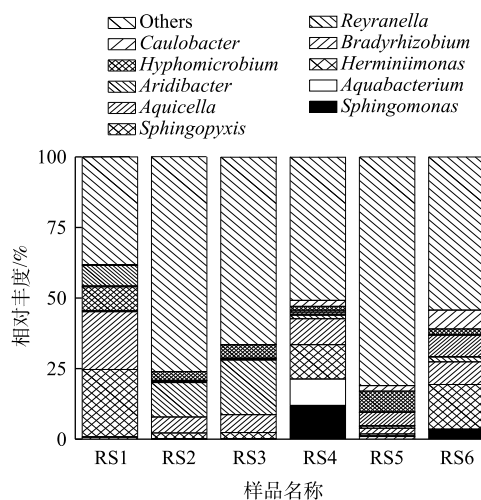 Others
Caulobacter
Hyphomicrobium
Aridibacter
Aquicella
Sphingopyxis
Reyranella
Bradyrhizobium
Herminiimonas
Aquabacterium
Sphingomonas
100
75
50
25
0
相对丰度/%
RS1 RS2 RS3 RS4 RS5 RS6
样品名称